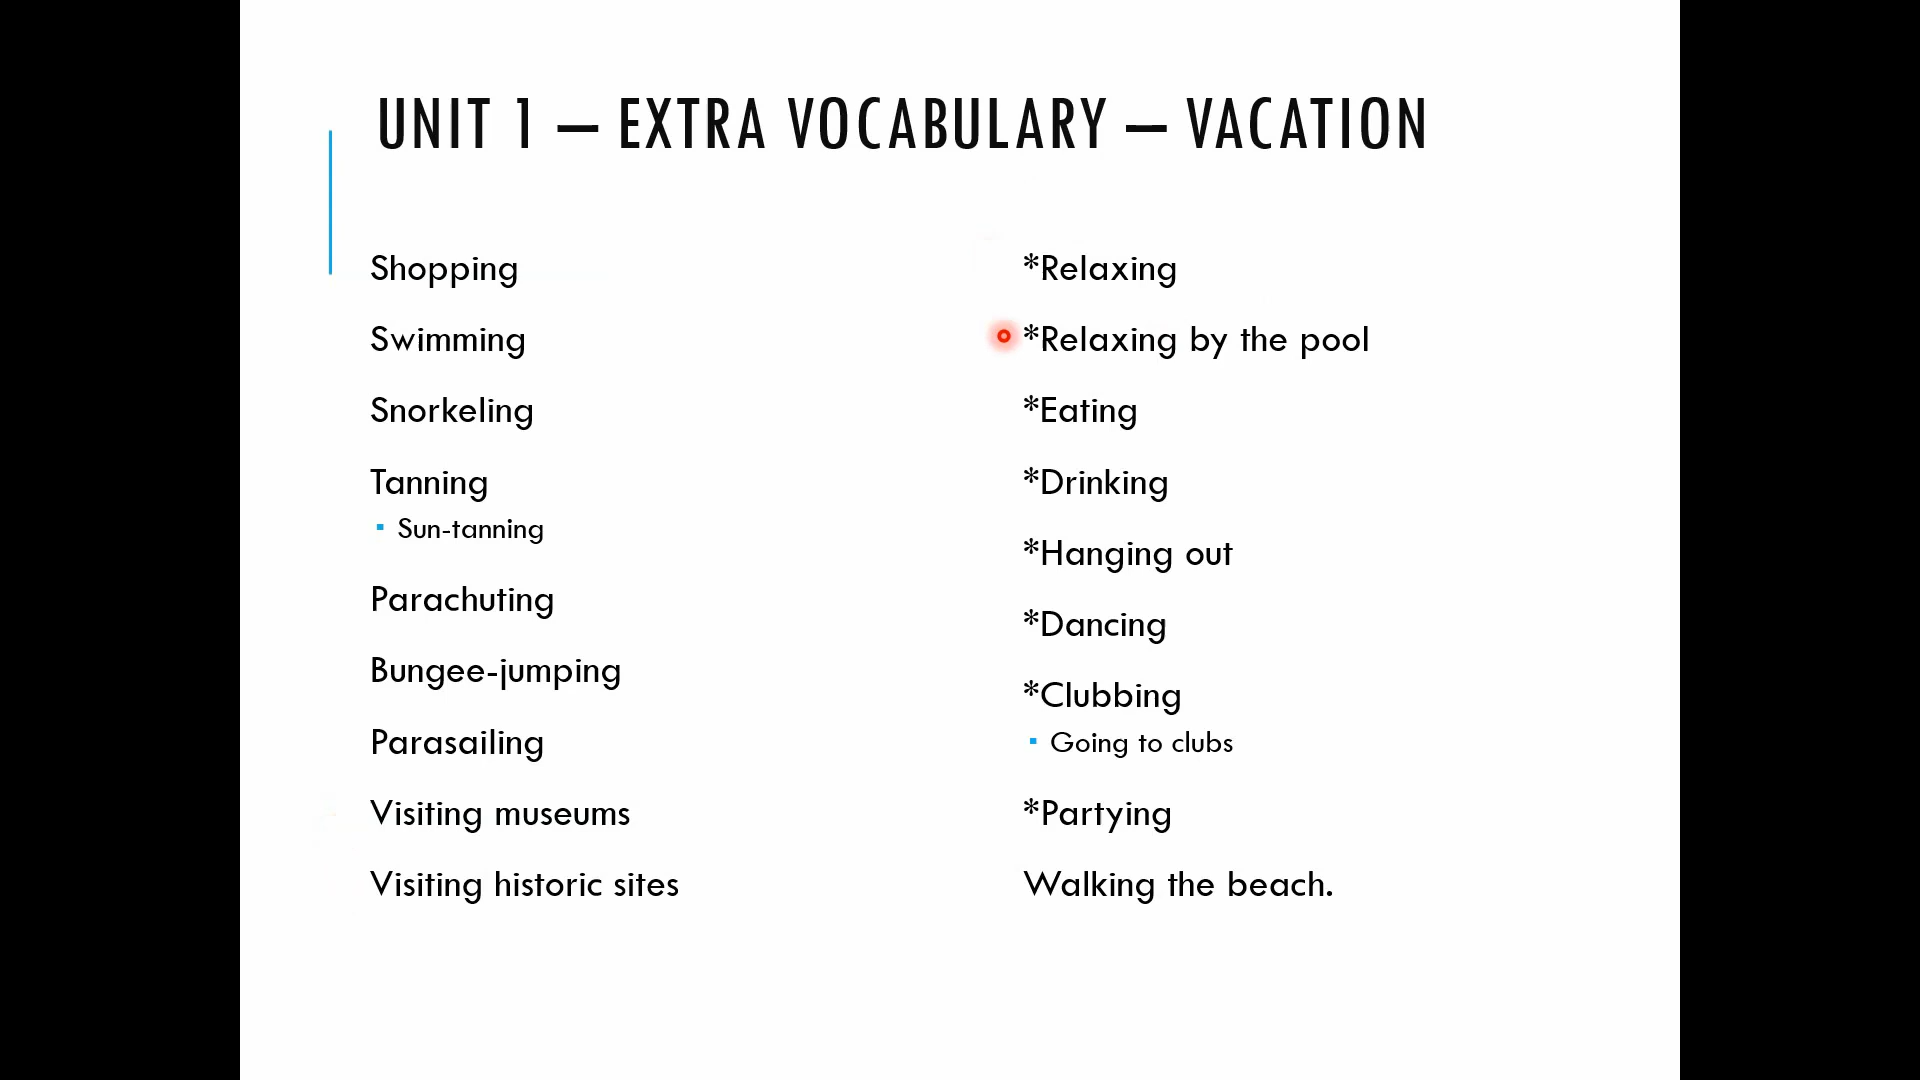 UNIT 1 – EXTRA VOCABULARY – VACATION
Shopping
Swimming
Snorkeling
Tanning
▪ Sun-tanning
Parachuting
Bungee-jumping
Parasailing
Visiting museums
Visiting historic sites
*Relaxing
*Relaxing by the pool
*Eating
*Drinking
*Hanging out
*Dancing
*Clubbing
▪ Going to clubs
*Partying
Walking the beach.